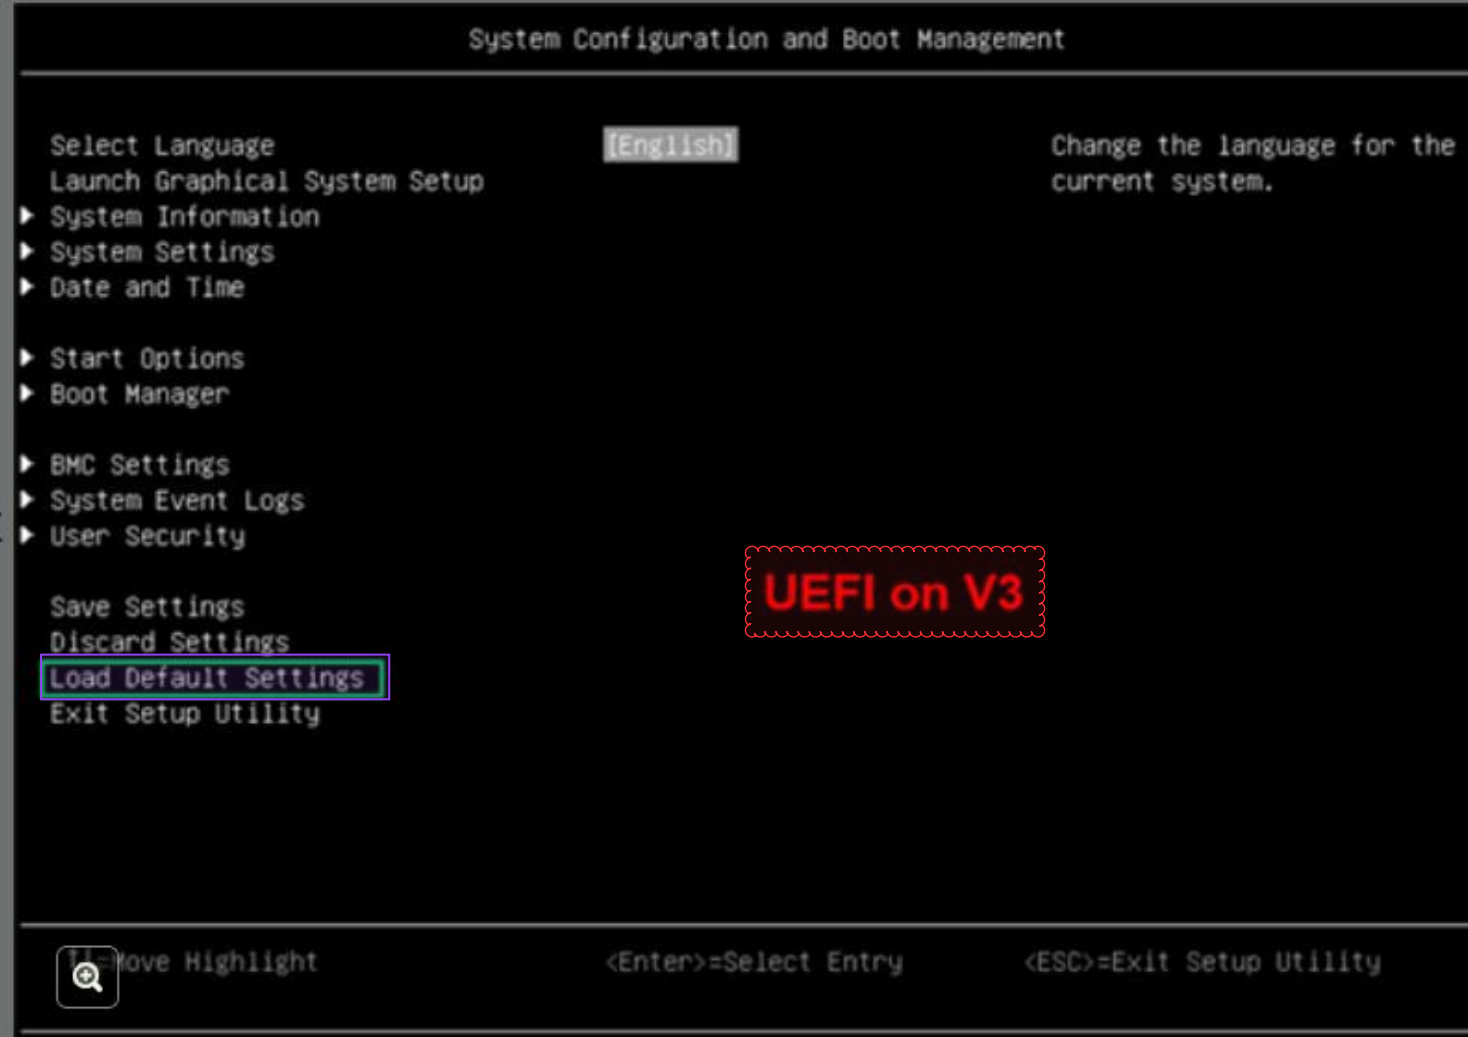 System Configuration and Boot Management
Select Language [English] Change the language for the
Launch Graphical System Setup current system.
System Information
System Settings
Date and Time
Start Options
Boot Manager
BMC Settings
System Event Logs
User Security
UEFI on V3
Save Settings
Discard Settings
Load Default Settings
Exit Setup Utility
=Move Highlight <Enter>=Select Entry <ESC>=Exit Setup Utility